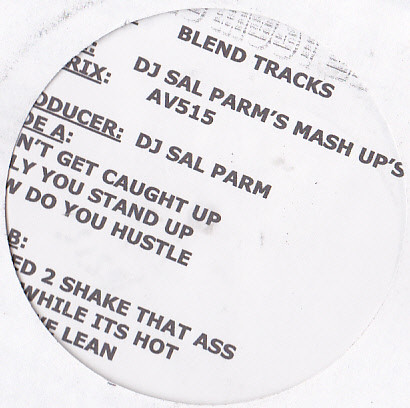 BLEND TRACKS
DJ SAL PARM'S MASH UP'S
RIX: AV515
ODUCER: DJ SAL PARM
DE A:
N'T GET CAUGHT UP
LY YOU STAND UP
W DO YOU HUSTLE
B:
ED 2 SHAKE THAT ASS
WHILE ITS HOT
E LEAN